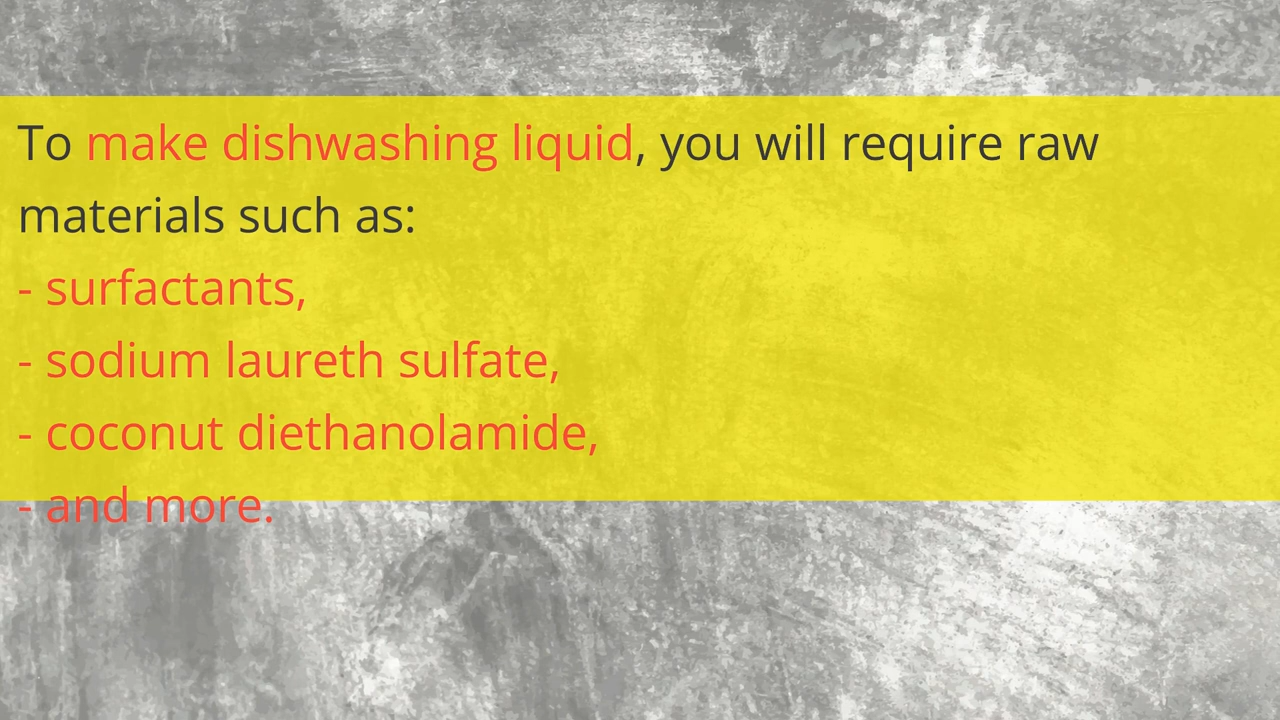 To make dishwashing liquid, you will require raw
materials such as:
- surfactants,
- sodium laureth sulfate,
- coconut diethanolamide,
- and more.